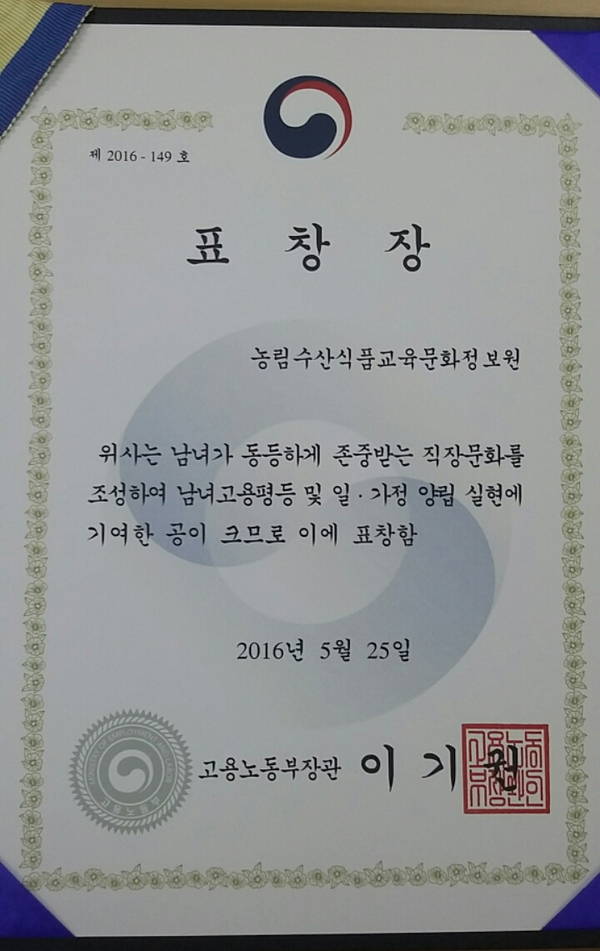 제 2016 - 149 호
표 창 장
농림수산식품교육문화정보원
위사는 남녀가 동등하게 존중받는 직장문화를
조성하여 남녀고용평등 및 일·가정 양립 실현에
기여한 공이 크므로 이에 표창함
2016년 5월 25일
고용노동부장관 이 기 권